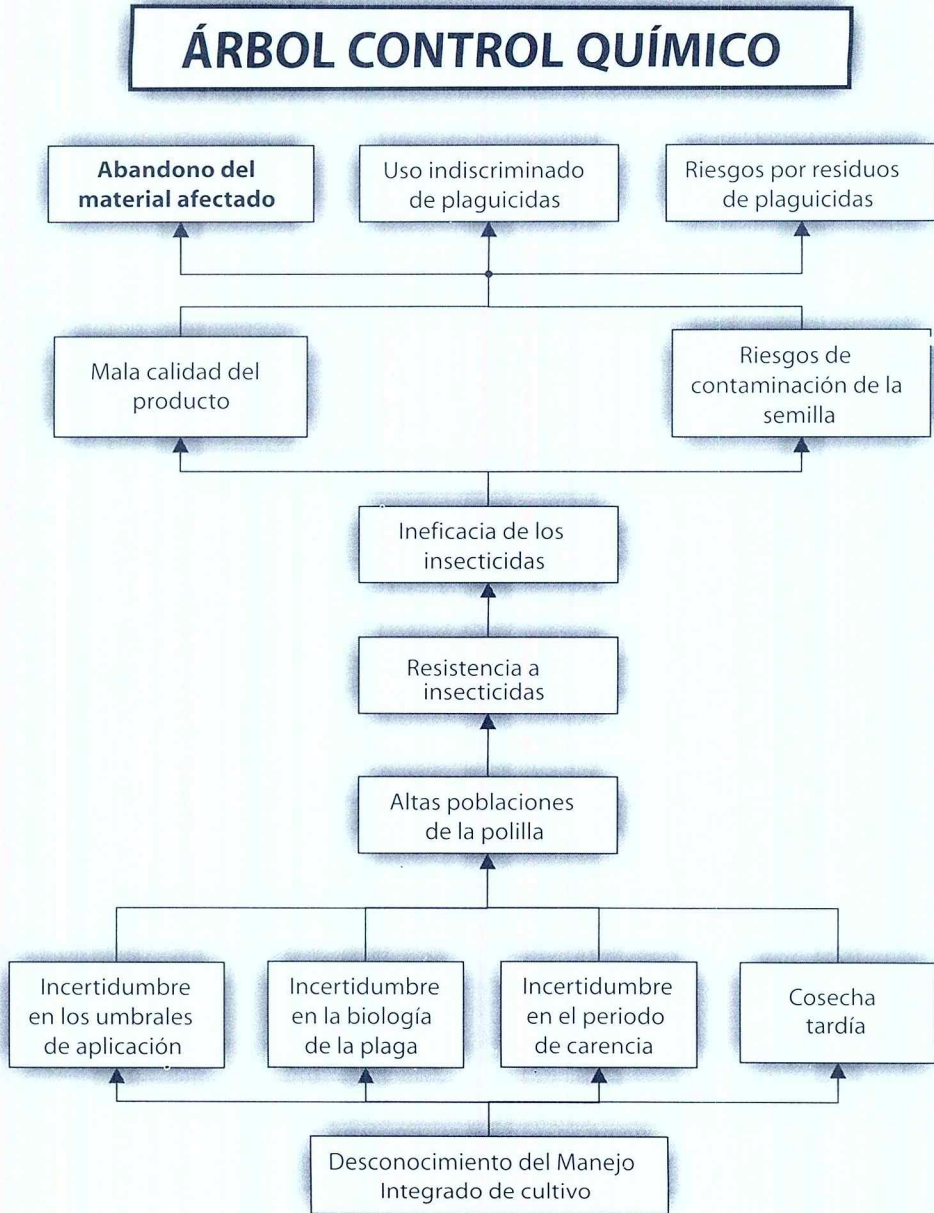 ÁRBOL CONTROL QUÍMICO
Abandono del
material afectado
Uso indiscriminado
de plaguicidas
Riesgos por residuos
de plaguicidas
Mala calidad del
producto
Riesgos de
contaminación de la
semilla
Ineficacia de los
insecticidas
Resistencia a
insecticidas
Altas poblaciones
de la polilla
Incertidumbre
en los umbrales
de aplicación
Incertidumbre
en la biología
de la plaga
Incertidumbre
en el periodo
de carencia
Cosecha
tardía
Desconocimiento del Manejo
Integrado de cultivo